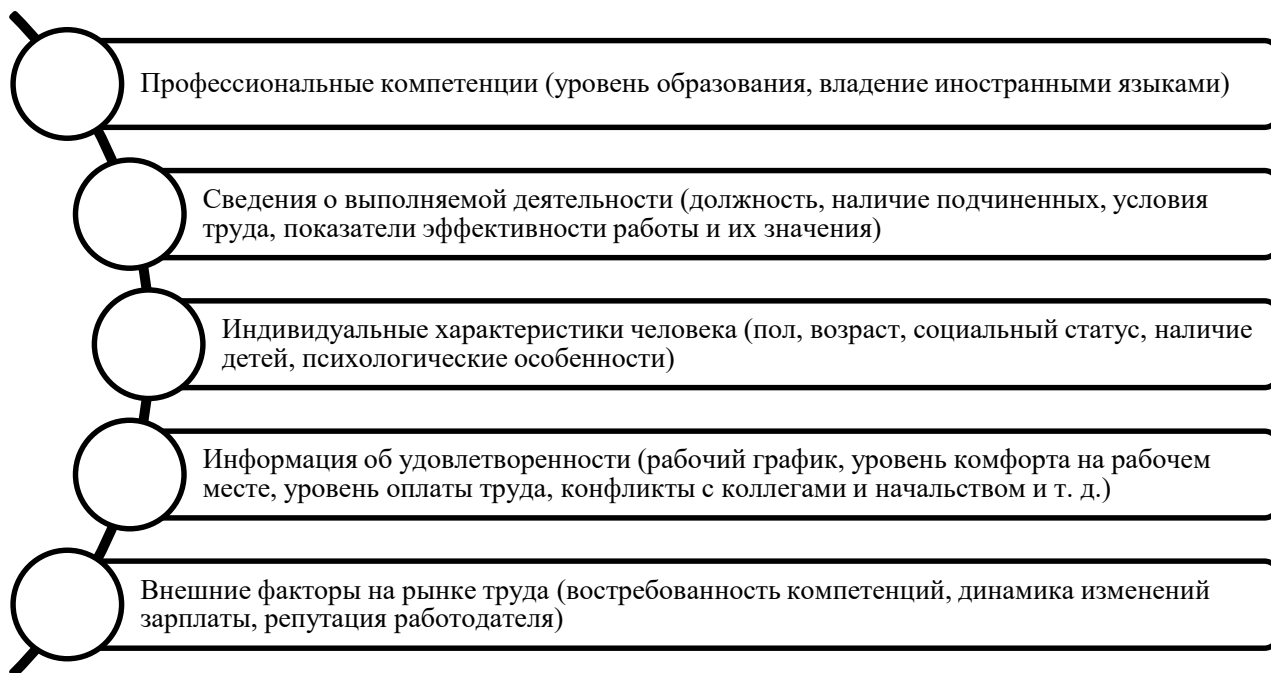 Профессиональные компетенции (уровень образования, владение иностранными языками)
Сведения о выполняемой деятельности (должность, наличие подчиненных, условия
труда, показатели эффективности работы и их значения)
Индивидуальные характеристики человека (пол, возраст, социальный статус, наличие
детей, психологические особенности)
Информация об удовлетворенности (рабочий график, уровень комфорта на рабочем
месте, уровень оплаты труда, конфликты с коллегами и начальством и т. д.)
Внешние факторы на рынке труда (востребованность компетенций, динамика изменений
зарплаты, репутация работодателя)